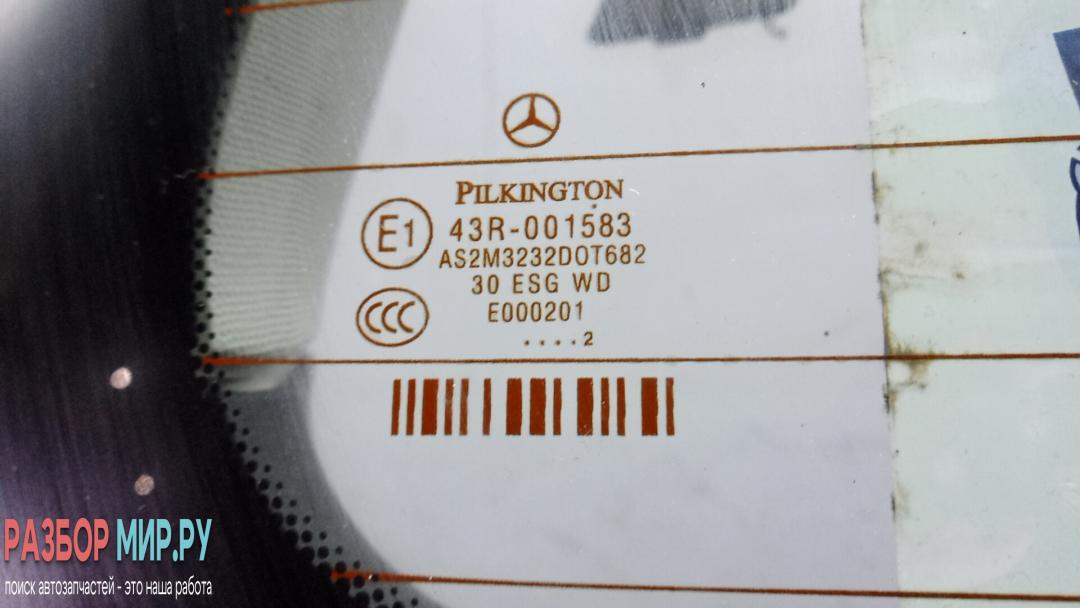 PILKINGTON
E1 43R-001583
AS2M3232DOT682
30 ESG WD
CCC E000201
....2
РАЗБОР МИР.РУ
поиск автозапчастей - это наша работа